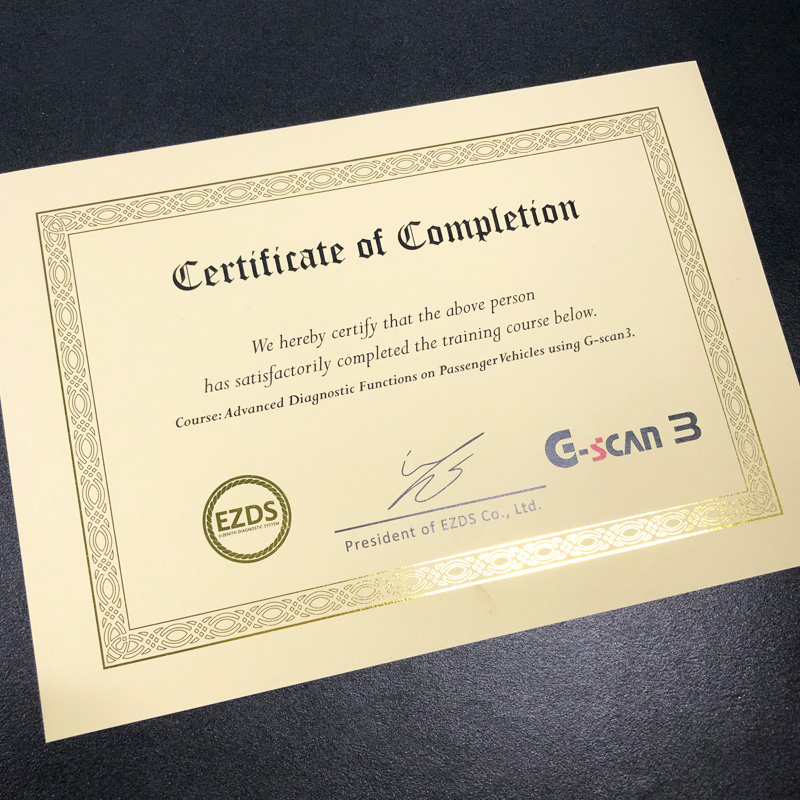 Certificate of Completion
We hereby certify that the above person
has satisfactorily completed the training course below.
Course: Advanced Diagnostic Functions on Passenger Vehicles using G-scan3.
G-SCAN 3
EZDS
E-ZENITH DIAGNOSTIC SYSTEM
President of EZDS Co., Ltd.